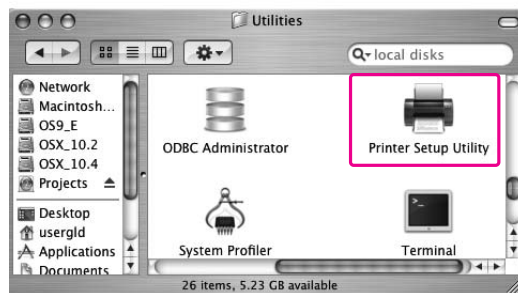 Utilities
local disks
Network
Macintosh...
OS9_E
OSX_10.2
OSX_10.4
Projects
Desktop
usergld
Applications
Documents
ODBC Administrator
Printer Setup Utility
System Profiler
Terminal
26 items, 5.23 GB available